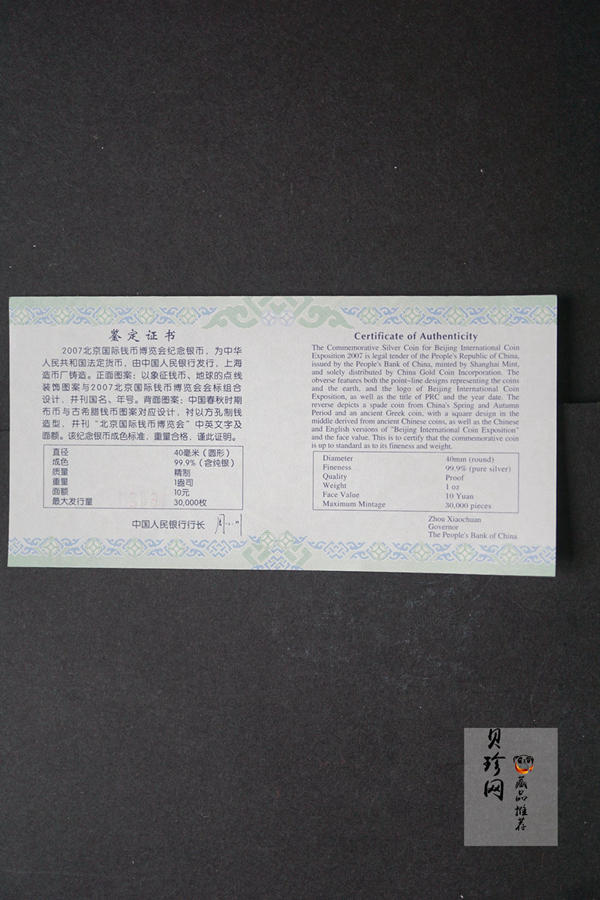 鉴定证书
2007北京国际钱币博览会纪念银币，为中华
人民共和国法定货币，由中国人民银行发行，上海
造币厂铸造。正面图案：以象征钱币、地球的点线
装饰图案与2007北京国际钱币博览会会标组合
设计，并刊国名、年号。背面图案：中国春秋时期
布币与古希腊钱币图案对应设计，衬以方孔制钱
造型，并刊“北京国际钱币博览会”中英文字及
面额。该纪念银币成色标准，重量合格，谨此证明。
直径 40毫米（圆形）
成色 99.9%（含纯银）
质量 精制
重量 1盎司
面额 10元
最大发行量 30,000枚
中国人民银行行长
Certificate of Authenticity
The Commemorative Silver Coin for Beijing International Coin
Exposition 2007 is legal tender of the People's Republic of China,
issued by the People's Bank of China, minted by Shanghai Mint,
and solely distributed by China Gold Coin Incorporation. The
obverse features both the point-line designs representing the coins
and the earth, and the logo of Beijing International Coin
Exposition, as well as the title of PRC and the year date. The
reverse depicts a spade coin from China's Spring and Autumn
Period and an ancient Greek coin, with a square design in the
middle derived from ancient Chinese coins, as well as the Chinese
and English versions of "Beijing International Coin Exposition"
and the face value. This is to certify that the commemorative coin
is up to standard as to its fineness and weight.
Diameter 40mm (round)
Fineness 99.9% (pure silver)
Quality Proof
Weight 1 oz
Face Value 10 Yuan
Maximum Mintage 30,000 pieces
Zhou Xiaochuan
Governor
The People's Bank of China
贝珍网
藏品推荐